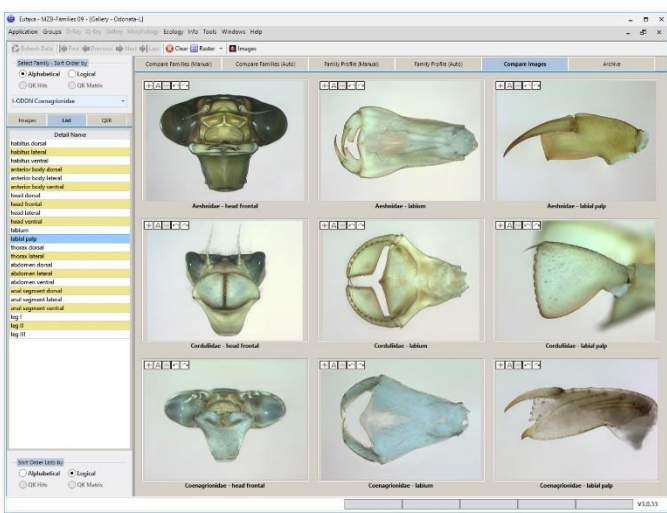 Eutaxa - MZB-Families 09 - [Gallery - Odonata-L]
Application Groups D-Key Q-Key Gallery Morphology Ecology Info Tools Windows Help
Refresh Data First Previous Next Last Clear Raster Images
Select Family - Sort Order by
Alphabetical Logical
QK Hits QK Matrix
I-ODON Coenagrionidae
Images List QEB
Detail Name
habitus dorsal
habitus lateral
habitus ventral
anterior body dorsal
anterior body lateral
anterior body ventral
head dorsal
head frontal
head lateral
head ventral
labium
labial palp
thorax dorsal
thorax lateral
abdomen dorsal
abdomen lateral
abdomen ventral
anal segment dorsal
anal segment lateral
anal segment ventral
leg I
leg II
leg III
Sort Order Lists by
Alphabetical Logical
QK Hits QK Matrix
Compare Families (Manual) Compare Families (Auto) Family Profile (Manual) Family Profile (Auto) Compare Images Archive
Aeshnidae - head frontal Aeshnidae - labium Aeshnidae - labial palp
Corduliidae - head frontal Corduliidae - labium Corduliidae - labial palp
Coenagrionidae - head frontal Coenagrionidae - labium Coenagrionidae - labial palp
V3.0.33